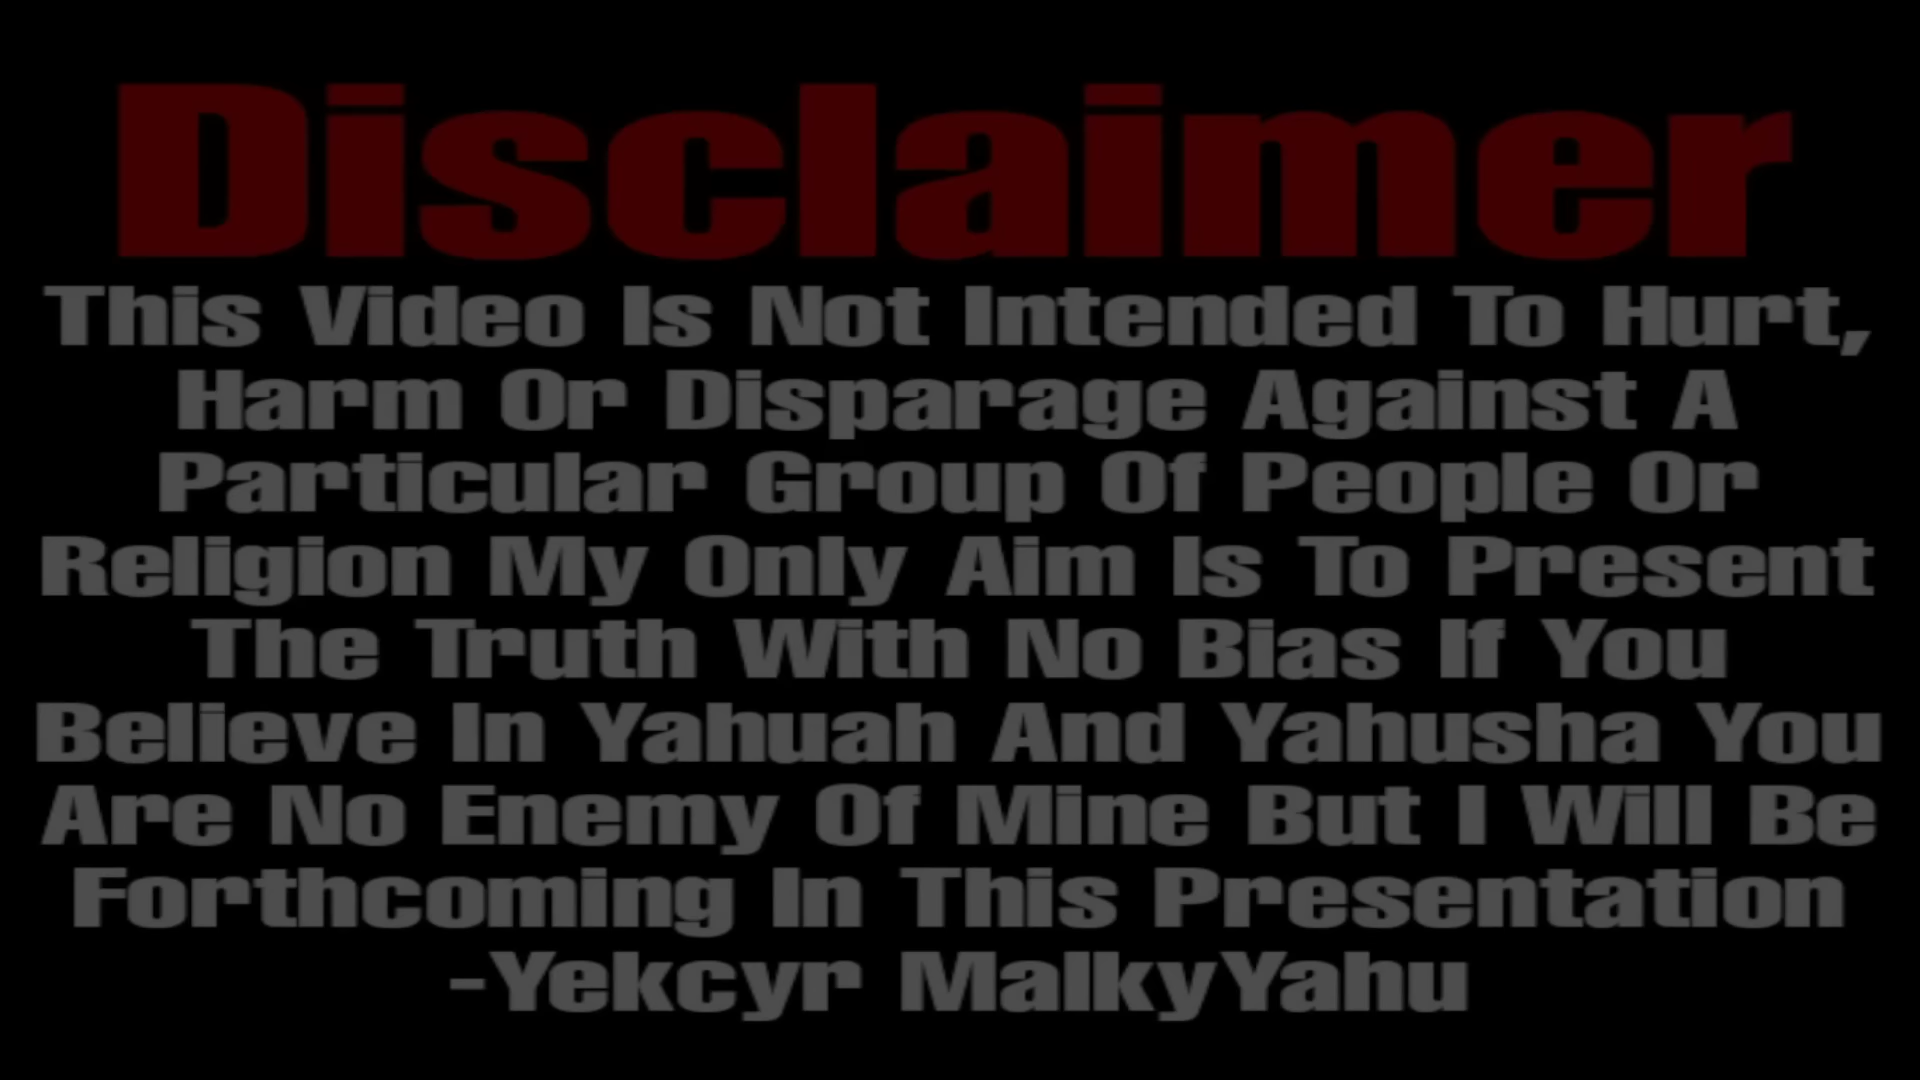 Disclaimer
This Video Is Not Intended To Hurt,
Harm Or Disparage Against A
Particular Group Of People Or
Religion My Only Aim Is To Present
The Truth With No Bias If You
Believe In Yahuah And Yahusha You
Are No Enemy Of Mine But I Will Be
Forthcoming In This Presentation
-Yekcyr MalkyYahu